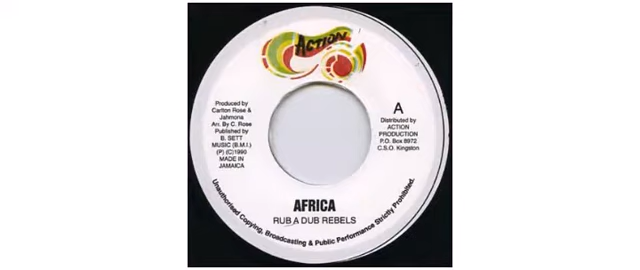 ACTION
Produced by
Carlton Rose &
Jahmona
Arr. By C. Rose
Published by
B. SETT
MUSIC (B.M.I.)
(P) (C)1990
MADE IN
JAMAICA
A
Distributed by
ACTION
PRODUCTION
P.O. Box 8972
C.S.O. Kingston
AFRICA
RUB A DUB REBELS
Unauthorised Copying, Broadcasting & Public Performance Strictly Prohibited.